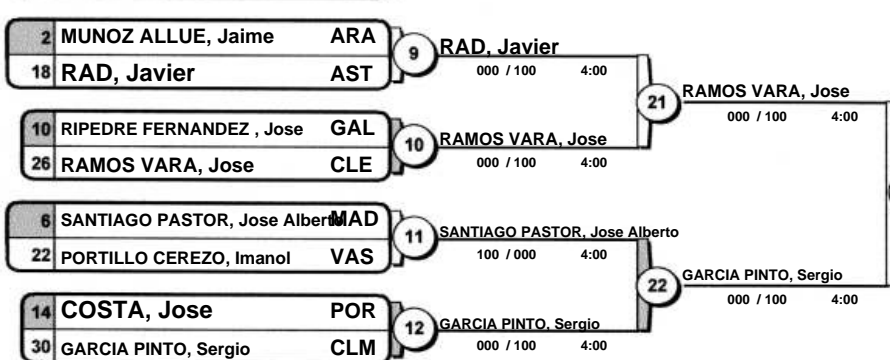 2 MUNOZ ALLUE, Jaime ARA
18 RAD, Javier AST
9
RAD, Javier
000 / 100 4:00
10 RIPEDRE FERNANDEZ , Jose GAL
26 RAMOS VARA, Jose CLE
10
RAMOS VARA, Jose
000 / 100 4:00
21
RAMOS VARA, Jose
000 / 100 4:00
6 SANTIAGO PASTOR, Jose Alberto MAD
22 PORTILLO CEREZO, Imanol VAS
11
SANTIAGO PASTOR, Jose Alberto
100 / 000 4:00
14 COSTA, Jose POR
30 GARCIA PINTO, Sergio CLM
12
GARCIA PINTO, Sergio
000 / 100 4:00
22
GARCIA PINTO, Sergio
000 / 100 4:00